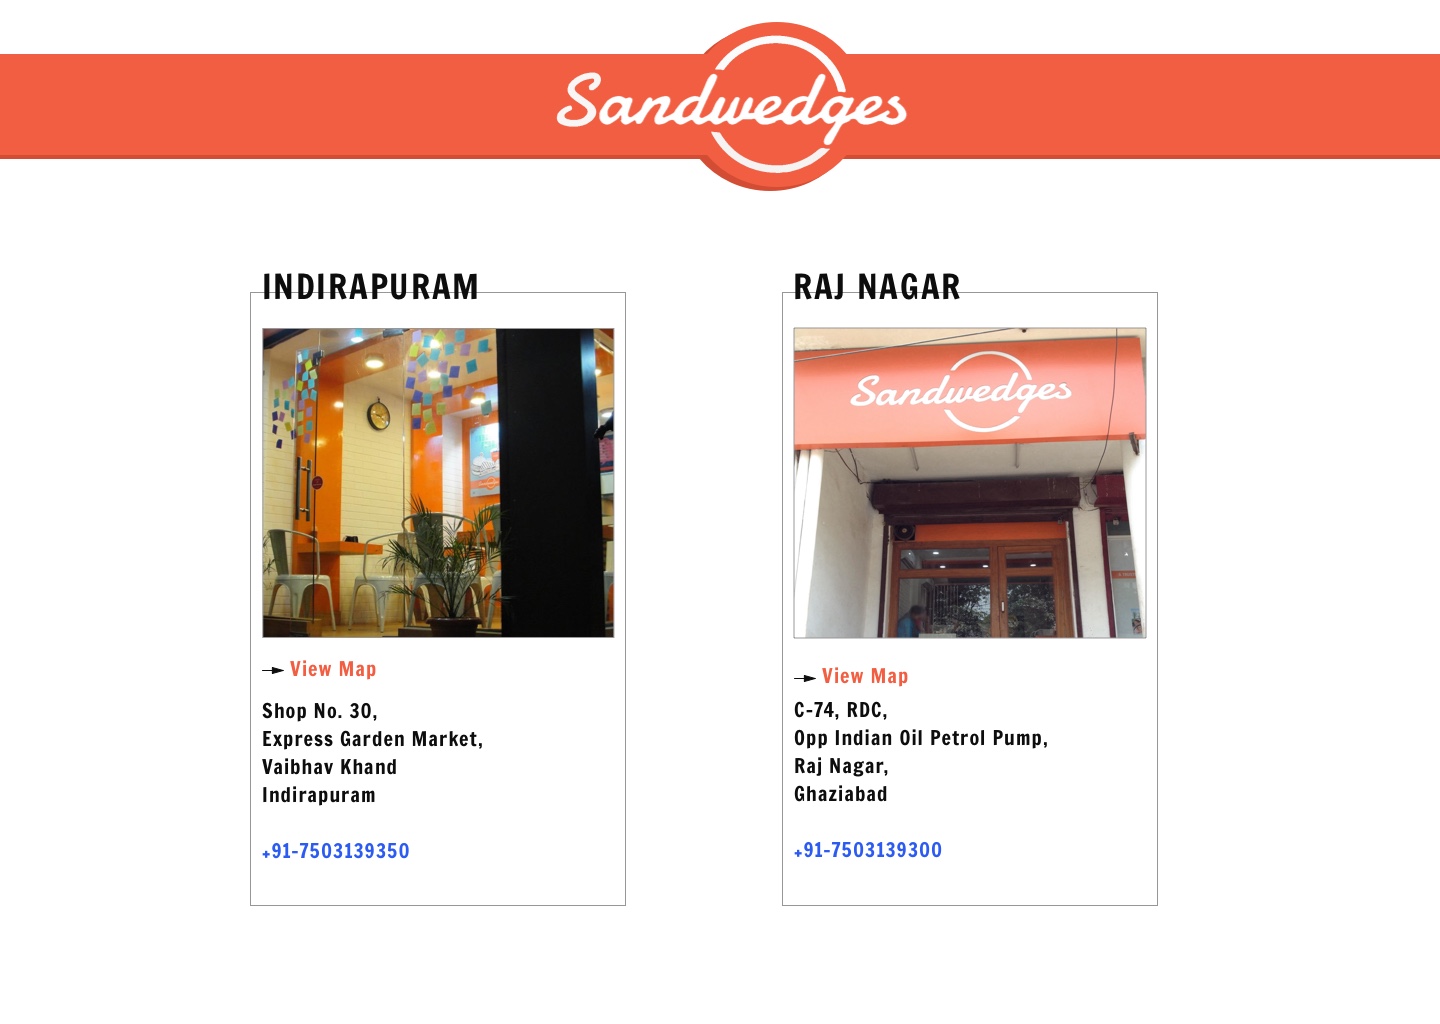 Sandwedges
INDIRAPURAM
View Map
Shop No. 30,
Express Garden Market,
Vaibhav Khand
Indirapuram
+91-7503139350
RAJ NAGAR
Sandwedges
View Map
C-74, RDC,
Opp Indian Oil Petrol Pump,
Raj Nagar,
Ghaziabad
+91-7503139300